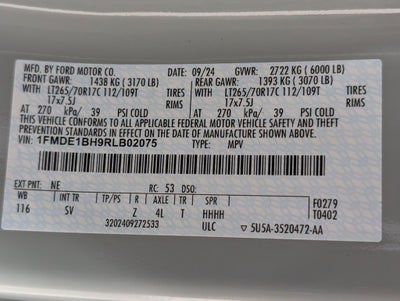 MFD. BY FORD MOTOR CO. 09/24 GVWR: 2722 KG ( 6000 LB)
FRONT GAWR: 1438 KG ( 3170 LB) REAR GAWR: 1393 KG ( 3070 LB)
WITH LT265/70R17C 112/109T TIRES WITH LT265/70R17C 112/109T TIRES
17x7.5J RIMS 17x7.5J RIMS
AT 270 kPa/ 39 PSI COLD AT 270 kPa/ 39 PSI COLD
THIS VEHICLE CONFORMS TO ALL APPLICABLE FEDERAL MOTOR VEHICLE SAFETY AND THEFT PREVENTION STANDARDS IN EFFECT ON THE DATE OF MANUFACTURE SHOWN ABOVE.
VIN: 1FMDE1BH9RLB02075 TYPE: MPV
EXT PNT: NE RC: 53 DSO: F0279
WB INT TR TP/PS R AXLE TR SPR T0402
116 SV Z 4L T HHHH
3202409272533 ULC ▽ 5U5A-3520472-AA